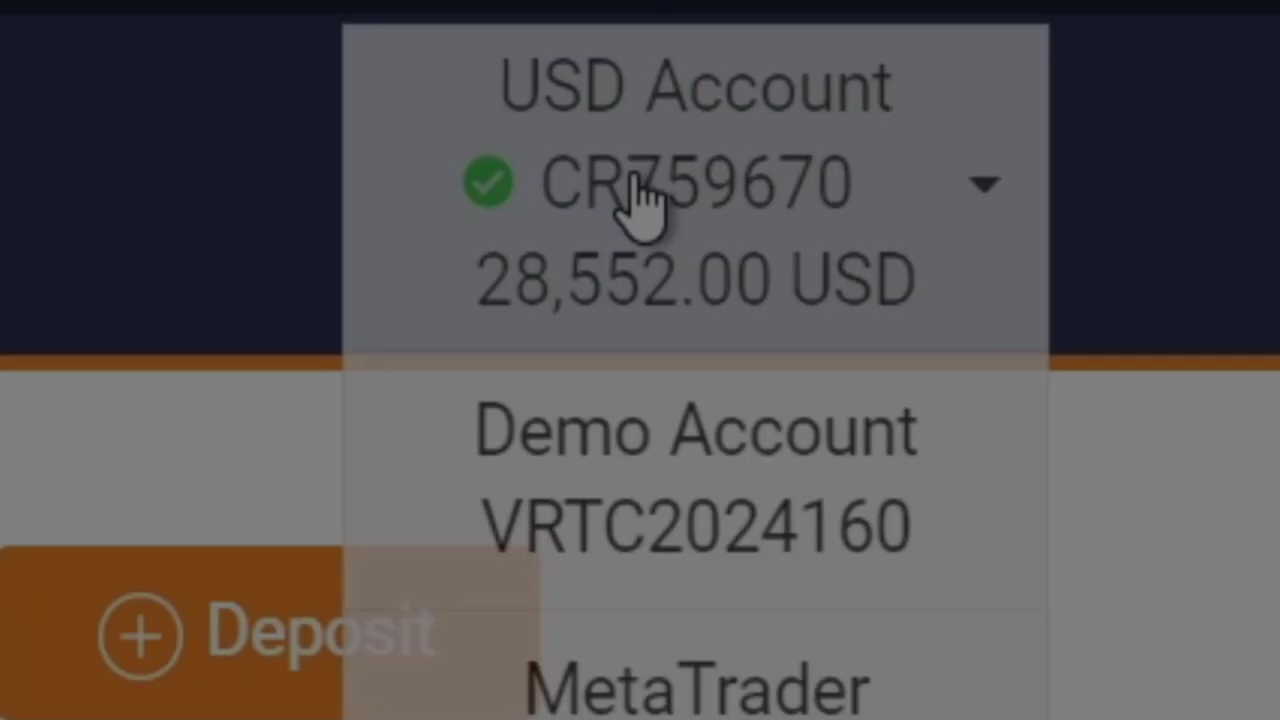 USD Account
CR759670
28,552.00 USD
Demo Account
VRTC2024160
Deposit
MetaTrader